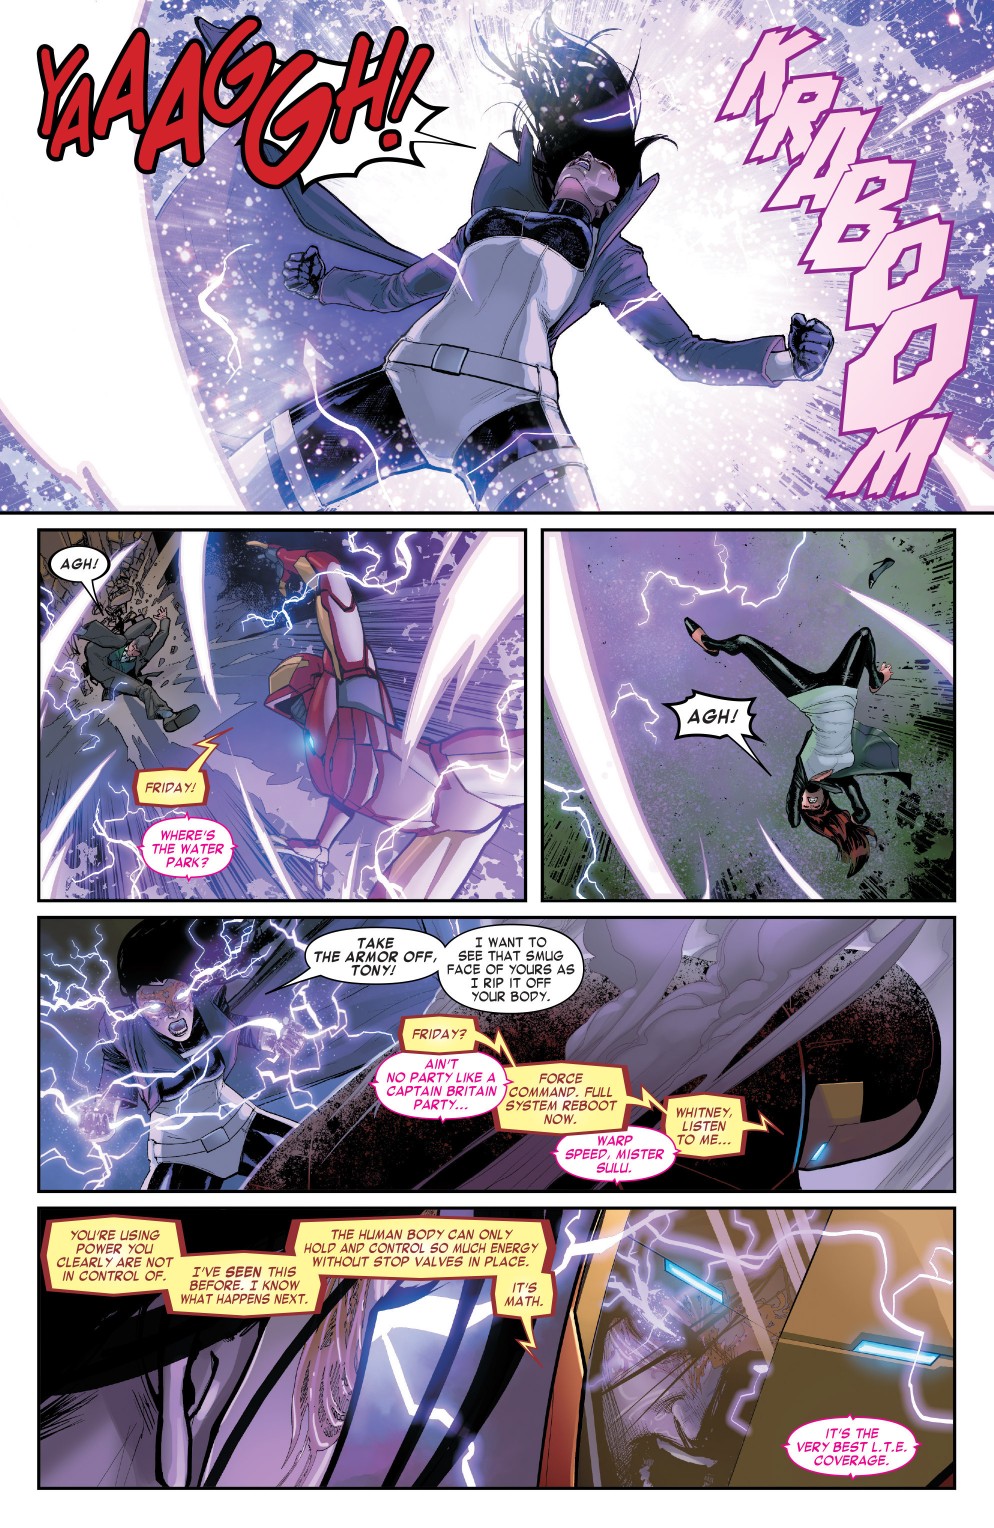 YAAAGGH!
KRABOOM
AGH!
FRIDAY!
WHERE'S
THE WATER
PARK?
AGH!
TAKE
THE ARMOR OFF,
TONY!
I WANT TO
SEE THAT SMUG
FACE OF YOURS AS
I RIP IT OFF
YOUR BODY.
FRIDAY?
AIN'T
NO PARTY LIKE A
CAPTAIN BRITAIN
PARTY...
FORCE
COMMAND. FULL
SYSTEM REBOOT
NOW.
WARP
SPEED, MISTER
SULU.
WHITNEY,
LISTEN
TO ME...
YOU'RE USING
POWER YOU
CLEARLY ARE NOT
IN CONTROL OF.
I'VE SEEN THIS
BEFORE. I KNOW
WHAT HAPPENS NEXT.
THE HUMAN BODY CAN ONLY
HOLD AND CONTROL SO MUCH ENERGY
WITHOUT STOP VALVES IN PLACE.
IT'S
MATH.
IT'S THE
VERY BEST L.T.E.
COVERAGE.